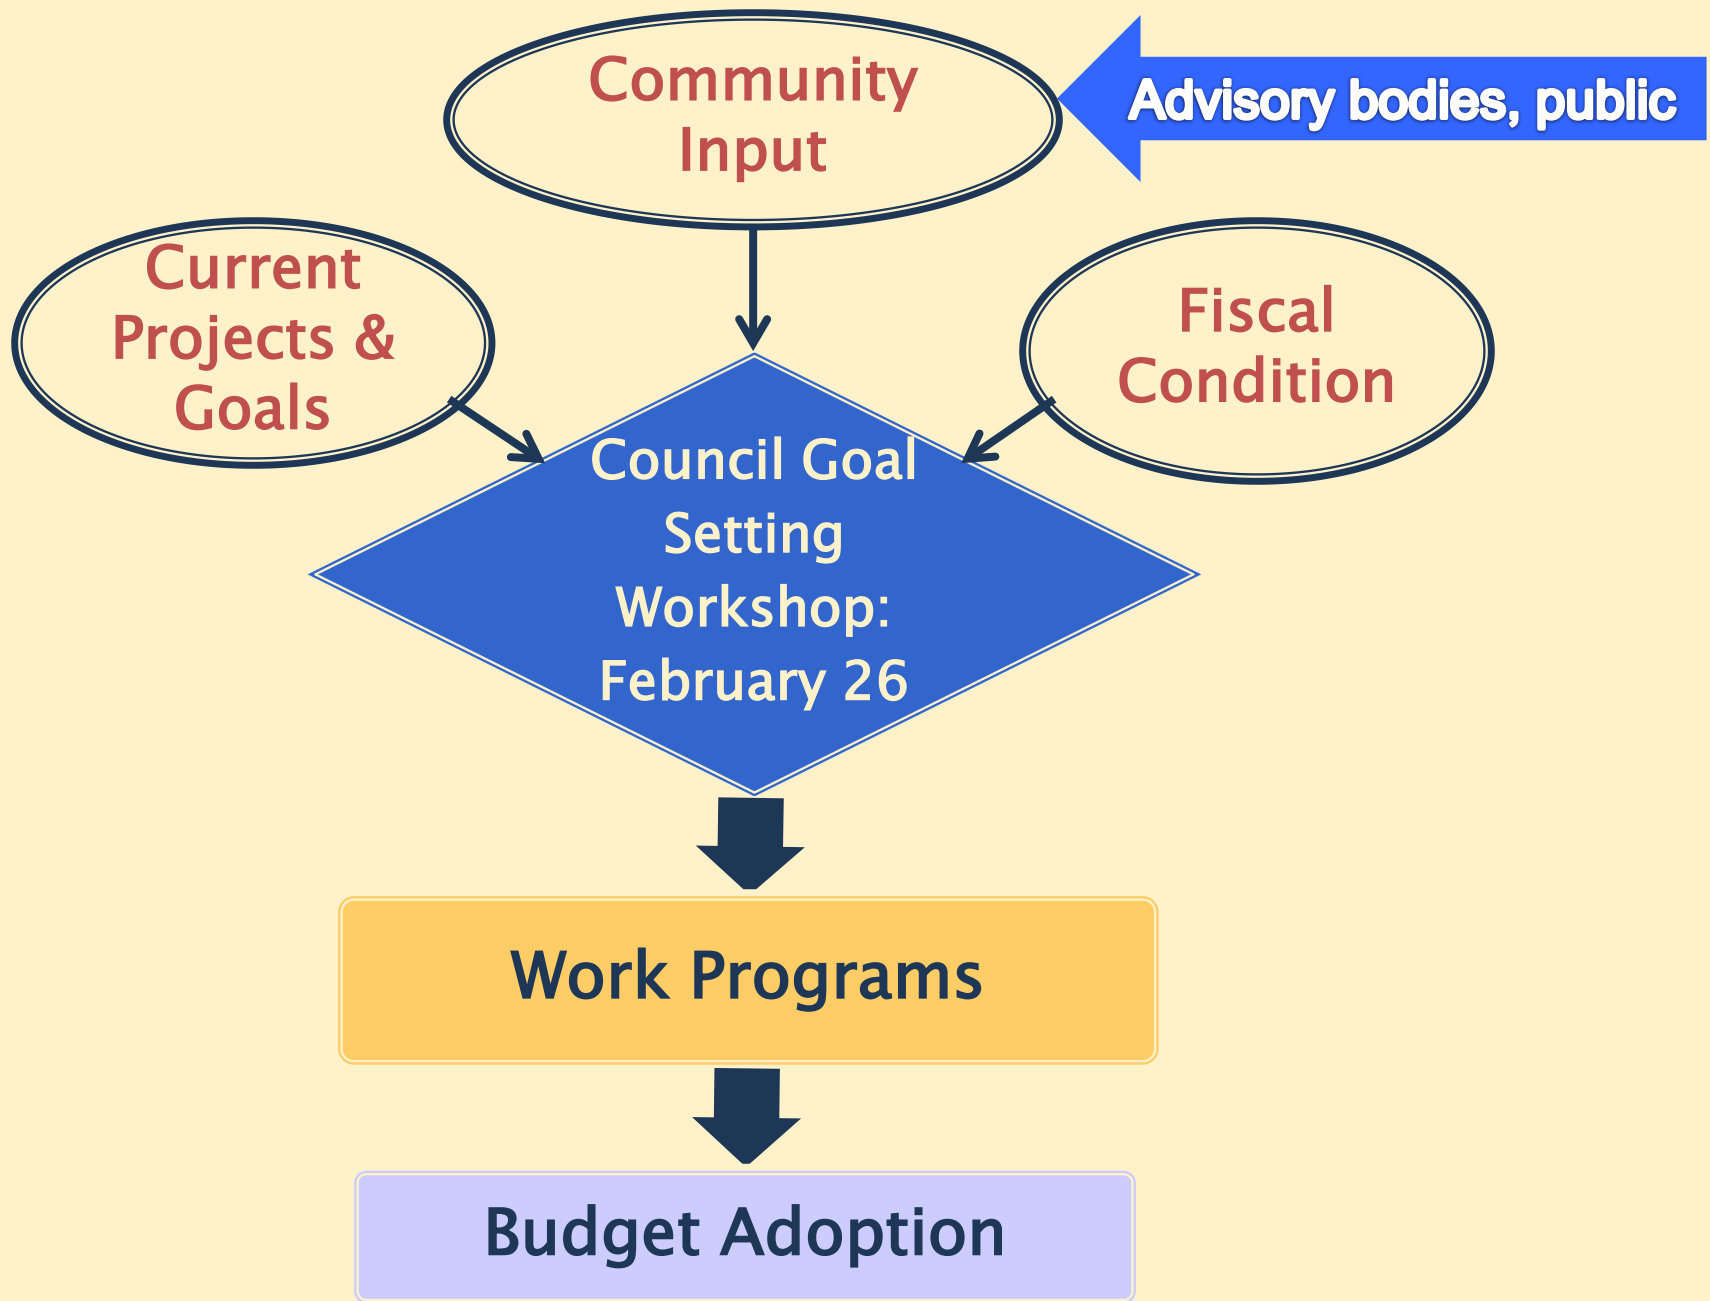 Community
Input
Advisory bodies, public
Current
Projects &
Goals
Fiscal
Condition
Council Goal
Setting
Workshop:
February 26
Work Programs
Budget Adoption